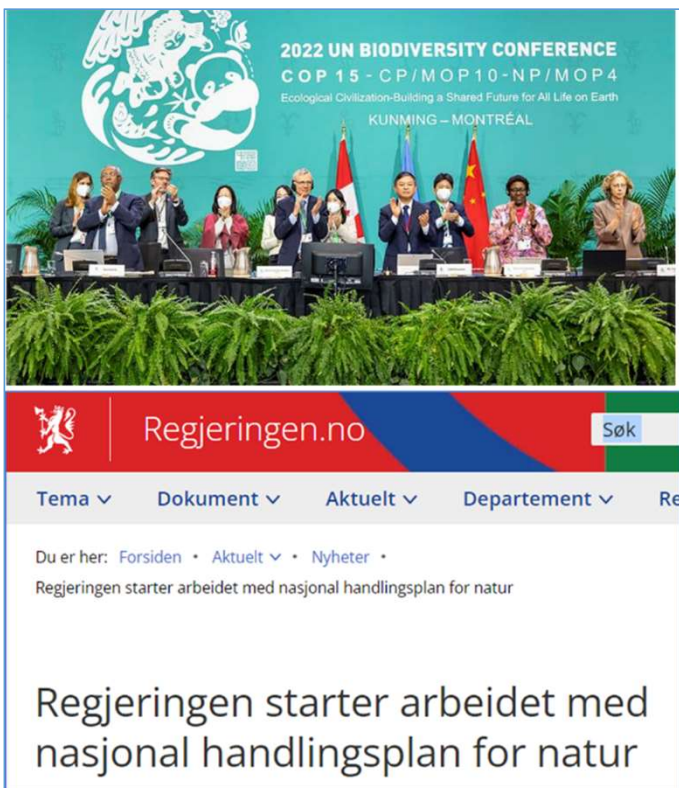 2022 UN BIODIVERSITY CONFERENCE
COP 15 - CP/MOP10-NP/MOP4
Ecological Civilization-Building a Shared Future for All Life on Earth
KUNMING – MONTRÉAL
Regjeringen.no
Søk
Tema
Dokument
Aktuelt
Departement
Re
Du er her: Forsiden • Aktuelt • Nyheter •
Regjeringen starter arbeidet med nasjonal handlingsplan for natur
Regjeringen starter arbeidet med
nasjonal handlingsplan for natur